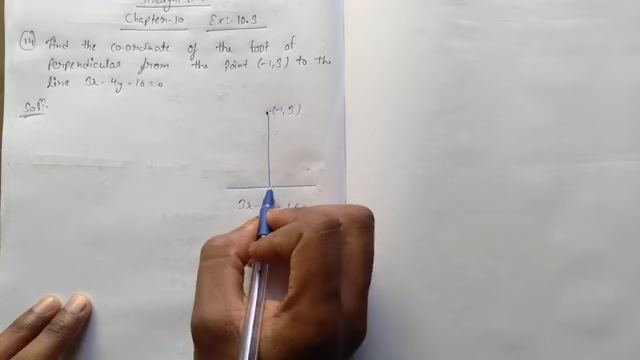 Chapter-10 Ex:- 10.3
14 Find the co-ordinate of the foot of
perpendicular from the point (-1,3) to the
line 3x-4y-16=0
Sol^n:-
(-1,3)